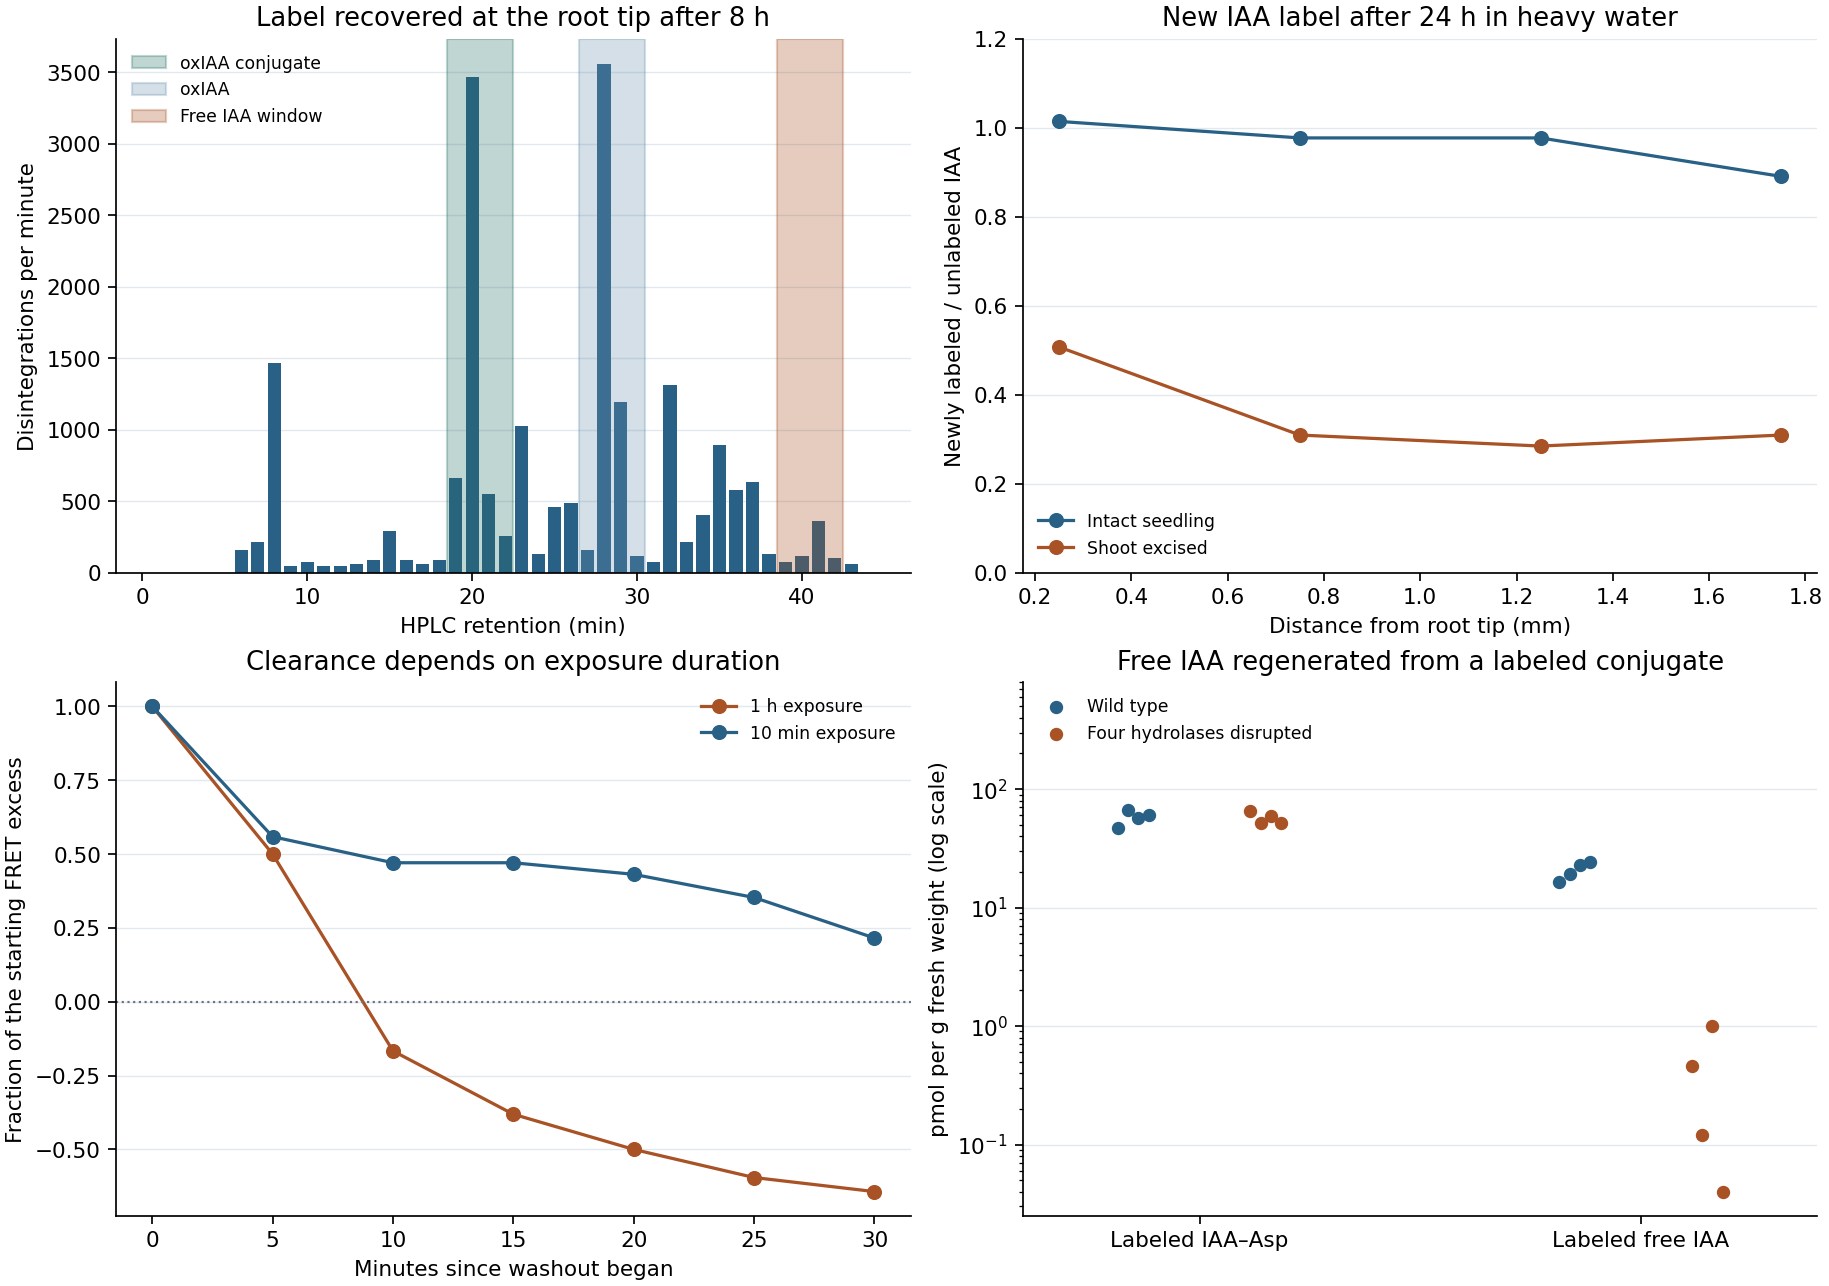 Label recovered at the root tip after 8 h
Disintegrations per minute
3500
3000
2500
2000
1500
1000
500
0
oxIAA conjugate
oxIAA
Free IAA window
0 10 20 30 40
HPLC retention (min)
New IAA label after 24 h in heavy water
Newly labeled / unlabeled IAA
1.2
1.0
0.8
0.6
0.4
0.2
0.0
Intact seedling
Shoot excised
0.2 0.4 0.6 0.8 1.0 1.2 1.4 1.6 1.8
Distance from root tip (mm)
Clearance depends on exposure duration
Fraction of the starting FRET excess
1.00
0.75
0.50
0.25
0.00
−0.25
−0.50
1 h exposure
10 min exposure
0 5 10 15 20 25 30
Minutes since washout began
Free IAA regenerated from a labeled conjugate
pmol per g fresh weight (log scale)
10²
10¹
10⁰
10⁻¹
Wild type
Four hydrolases disrupted
Labeled IAA–Asp Labeled free IAA